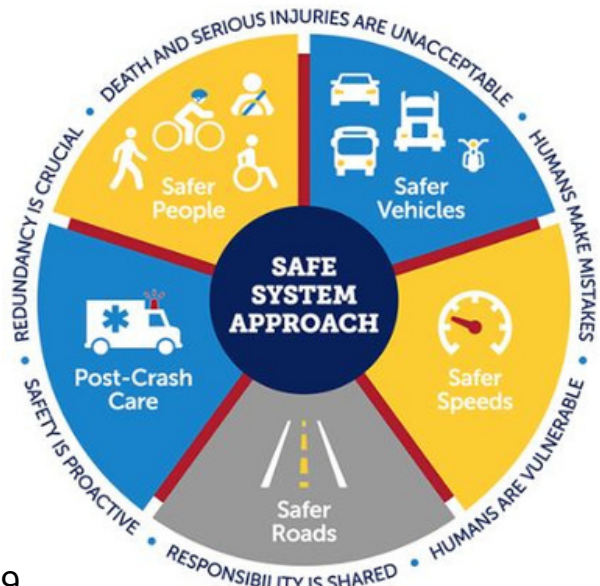 DEATH AND SERIOUS INJURIES ARE UNACCEPTABLE
HUMANS MAKE MISTAKES
HUMANS ARE VULNERABLE
RESPONSIBILITY IS SHARED
SAFETY IS PROACTIVE
REDUNDANCY IS CRUCIAL
Safer
People
Safer
Vehicles
SAFE
SYSTEM
APPROACH
Post-Crash
Care
Safer
Speeds
Safer
Roads
9